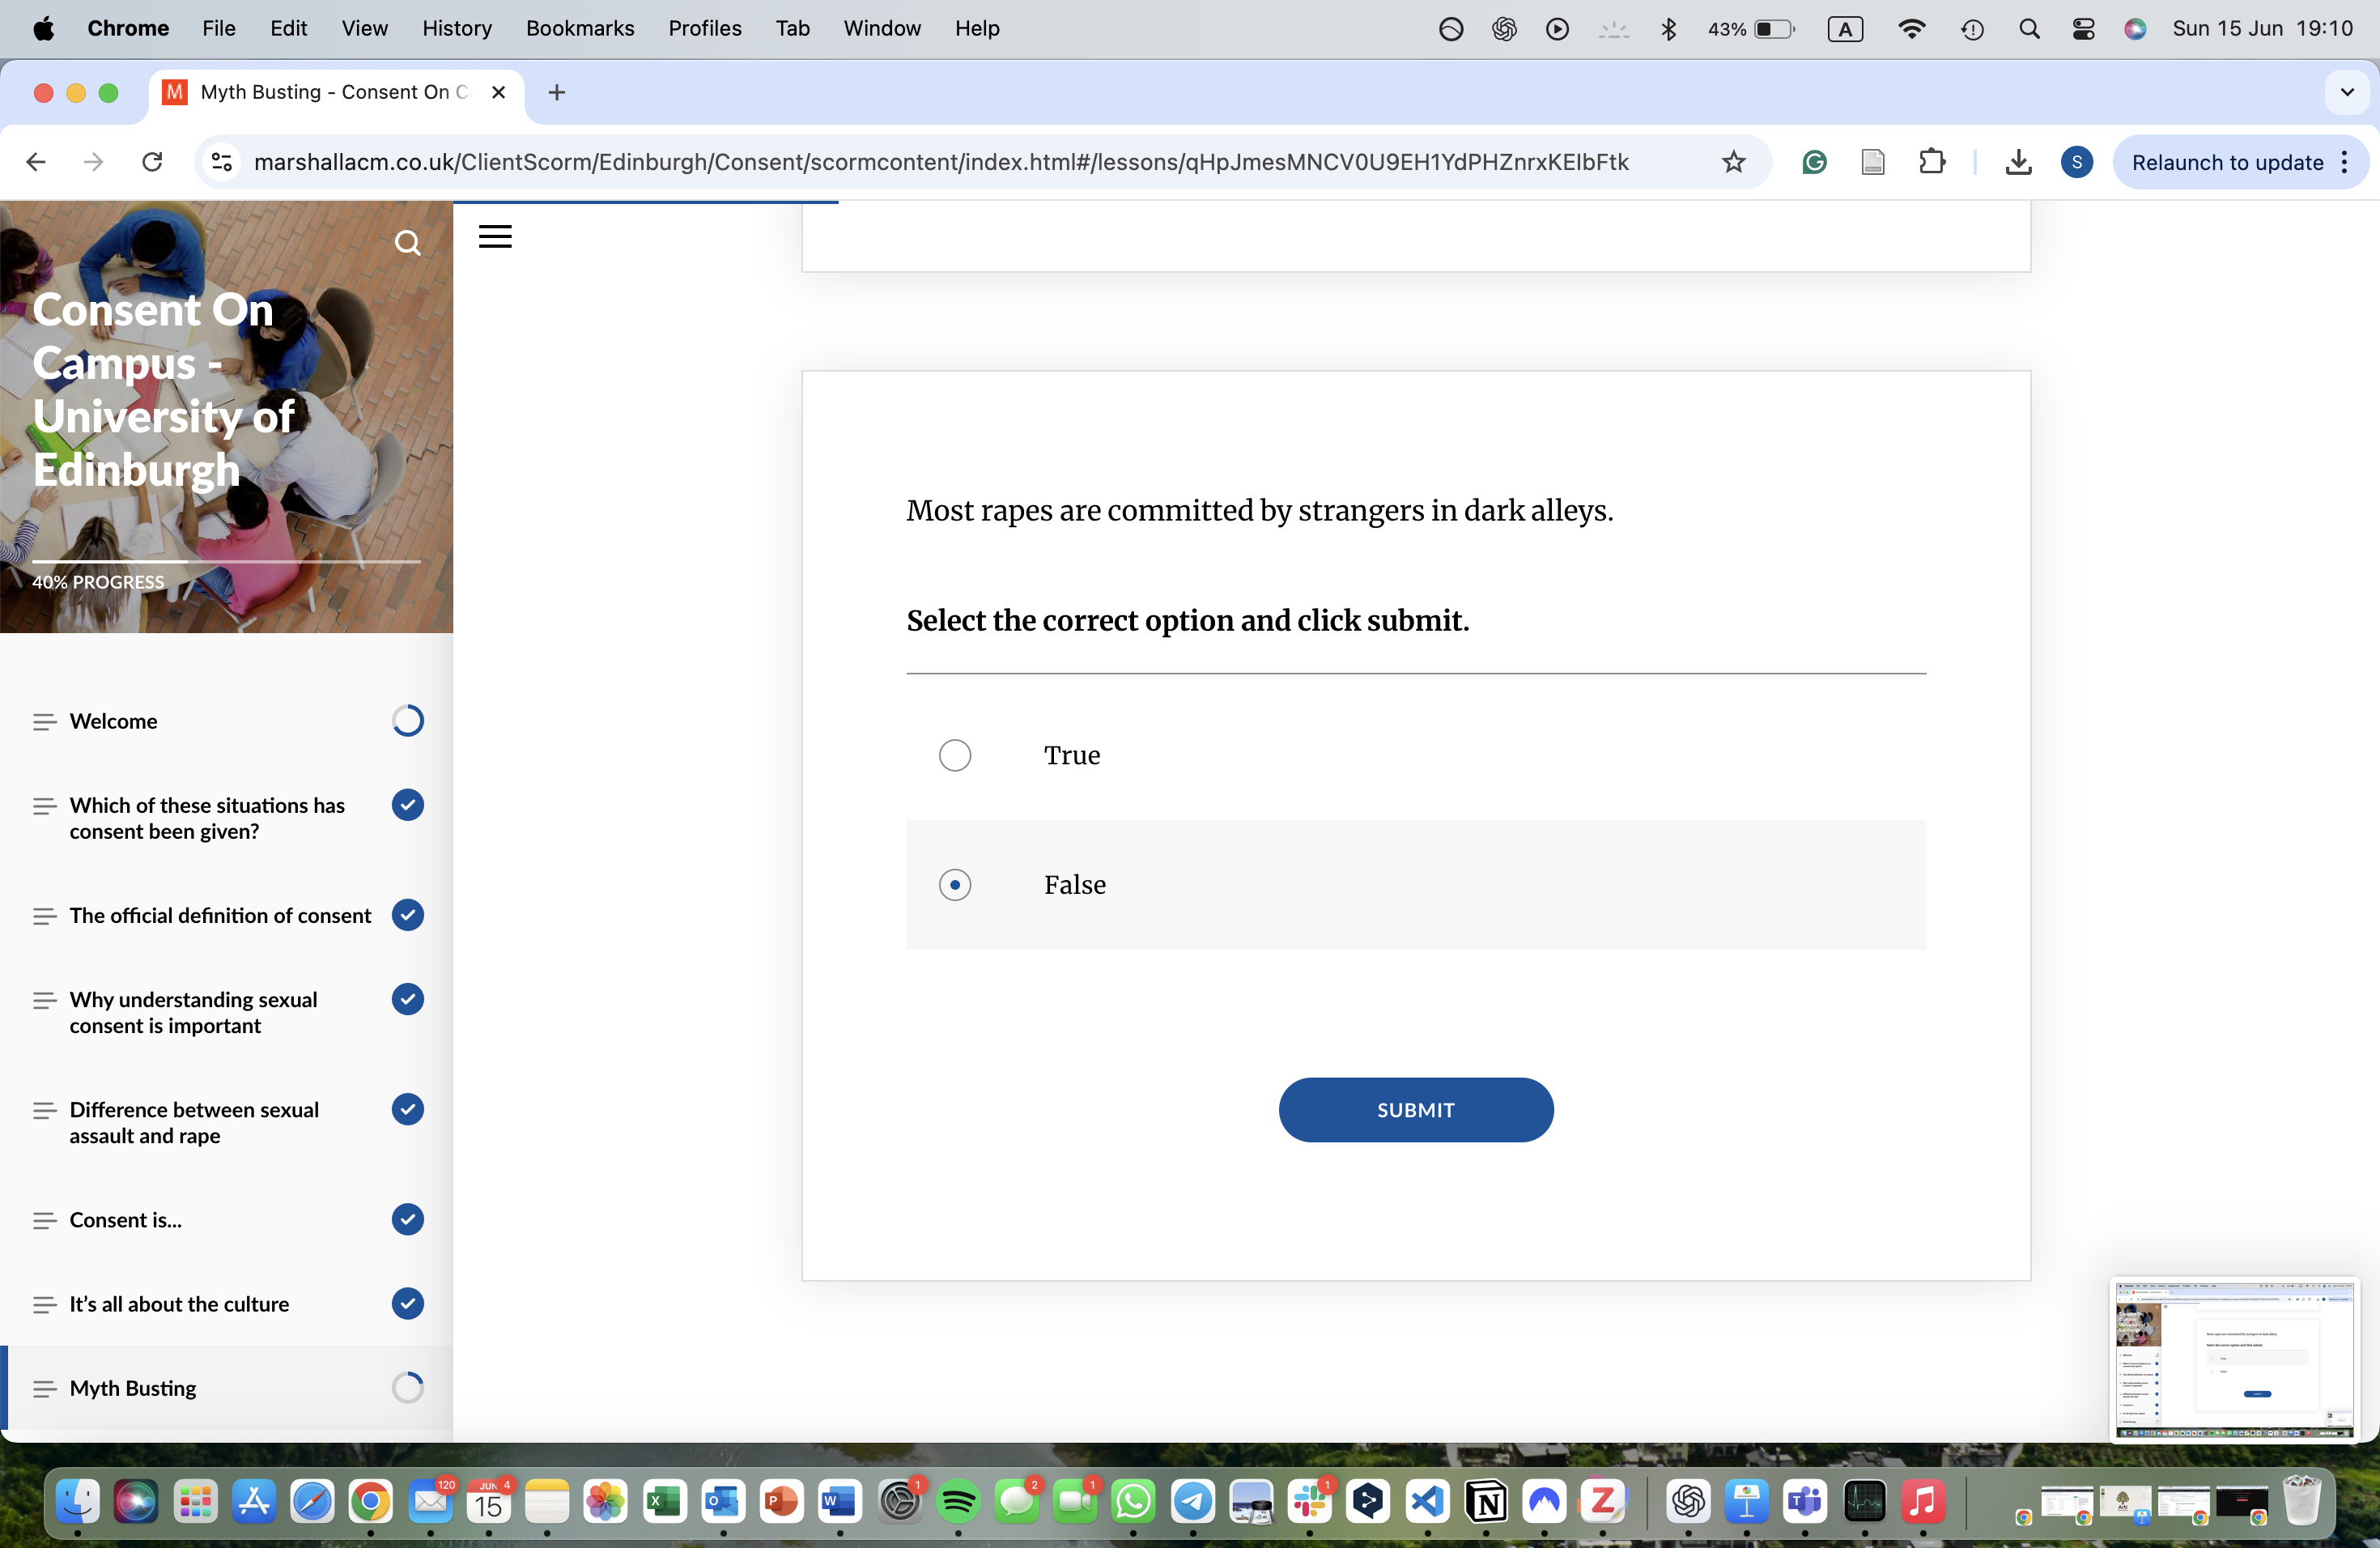 Chrome File Edit View History Bookmarks Profiles Tab Window Help
43% A Sun 15 Jun 19:10
M Myth Busting - Consent On C
marshallacm.co.uk/ClientScorm/Edinburgh/Consent/scormcontent/index.html#/lessons/qHpJmesMNCV0U9EH1YdPHZnrxKEIbFtk
S
Relaunch to update
Consent On
Campus -
University of
Edinburgh
40% PROGRESS
Welcome
Which of these situations has
consent been given?
The official definition of consent
Why understanding sexual
consent is important
Difference between sexual
assault and rape
Consent is...
It's all about the culture
Myth Busting
Most rapes are committed by strangers in dark alleys.
Select the correct option and click submit.
True
False
SUBMIT
120
JUN 4
15
1
2
1
1